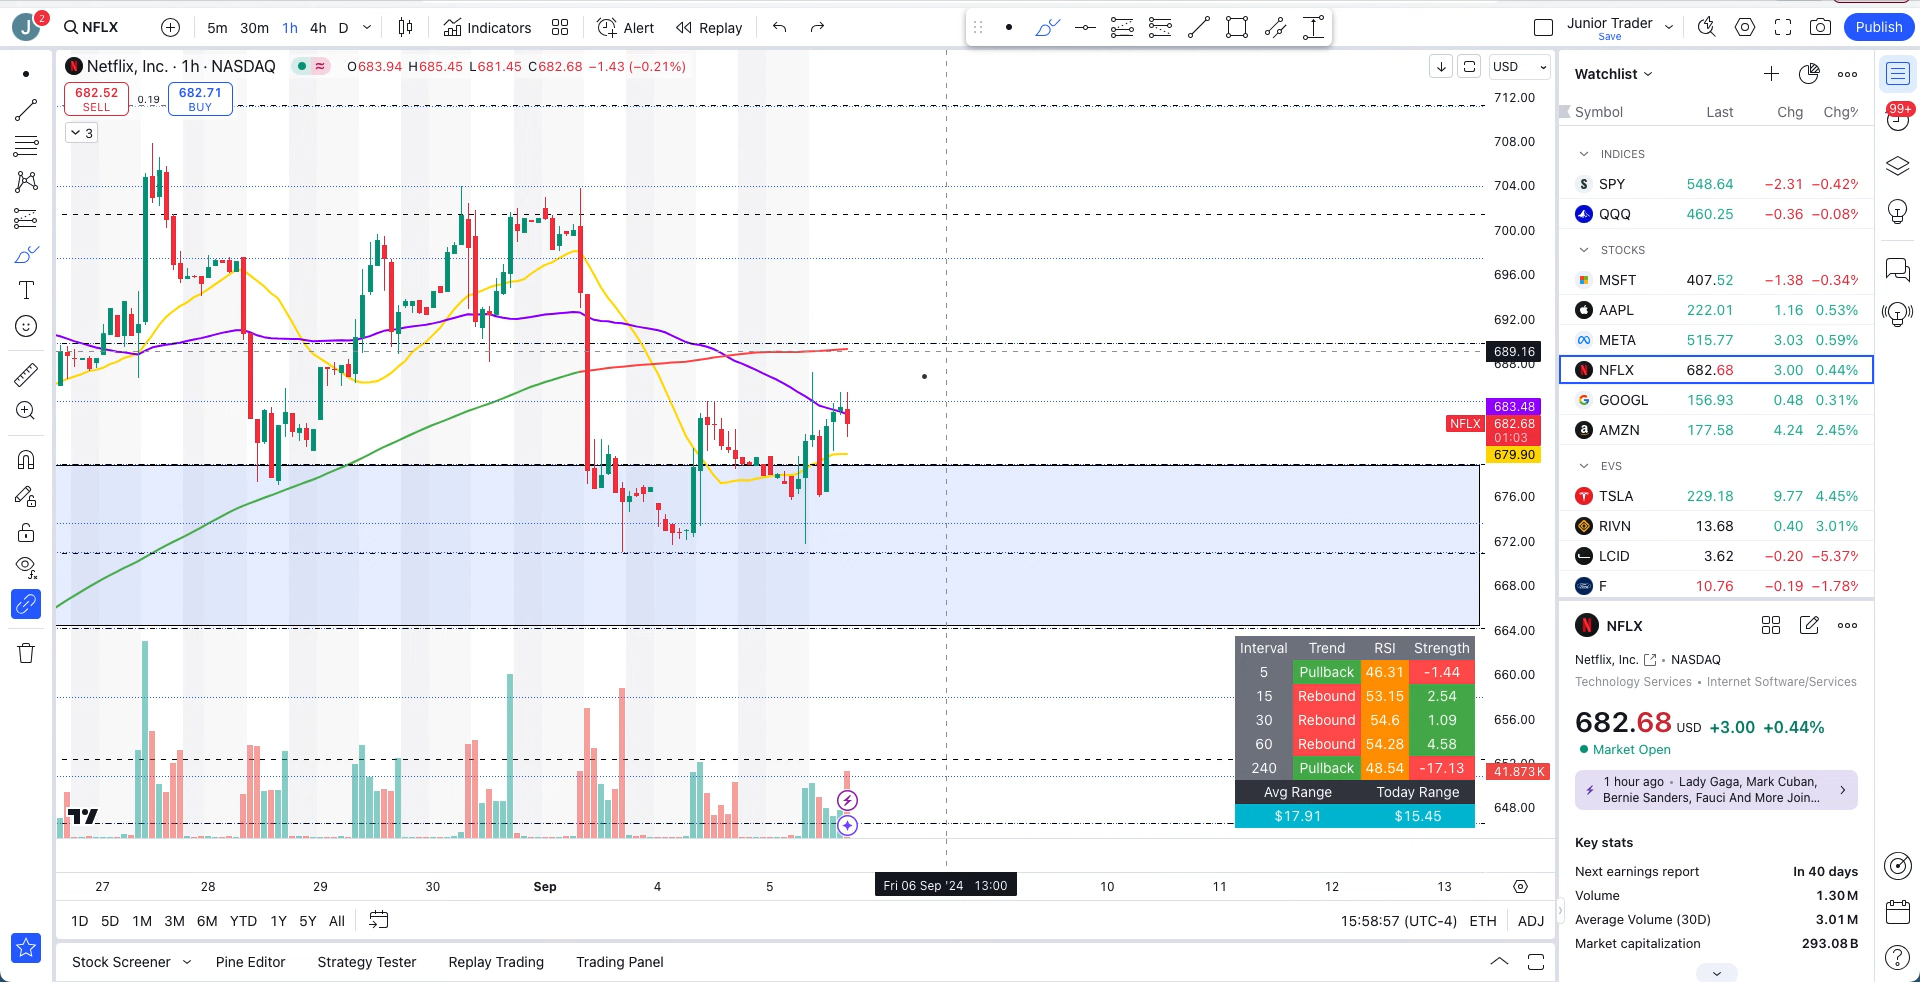 J 2 NFLX 5m 30m 1h 4h D Indicators Alert Replay Junior Trader Save Publish
Netflix, Inc. · 1h · NASDAQ O683.94 H685.45 L681.45 C682.68 −1.43 (−0.21%)
682.52 SELL 0.19 682.71 BUY
3
USD
712.00
708.00
704.00
700.00
696.00
692.00
689.16
688.00
683.48
NFLX 682.68
01:03
679.90
676.00
672.00
668.00
664.00
660.00
656.00
652.00
41.873K
648.00
Interval Trend RSI Strength
5 Pullback 46.31 -1.44
15 Rebound 53.15 2.54
30 Rebound 54.6 1.09
60 Rebound 54.28 4.58
240 Pullback 48.54 -17.13
Avg Range Today Range
$17.91 $15.45
27 28 29 30 Sep 4 5 Fri 06 Sep '24 13:00 10 11 12 13
1D 5D 1M 3M 6M YTD 1Y 5Y All 15:58:57 (UTC-4) ETH ADJ
Stock Screener Pine Editor Strategy Tester Replay Trading Trading Panel
Watchlist
Symbol Last Chg Chg%
INDICES
SPY 548.64 −2.31 −0.42%
QQQ 460.25 −0.36 −0.08%
STOCKS
MSFT 407.52 −1.38 −0.34%
AAPL 222.01 1.16 0.53%
META 515.77 3.03 0.59%
NFLX 682.68 3.00 0.44%
GOOGL 156.93 0.48 0.31%
AMZN 177.58 4.24 2.45%
EVS
TSLA 229.18 9.77 4.45%
RIVN 13.68 0.40 3.01%
LCID 3.62 −0.20 −5.37%
F 10.76 −0.19 −1.78%
NFLX
Netflix, Inc. • NASDAQ
Technology Services • Internet Software/Services
682.68 USD +3.00 +0.44%
Market Open
1 hour ago • Lady Gaga, Mark Cuban,
Bernie Sanders, Fauci And More Join...
Key stats
Next earnings report In 40 days
Volume 1.30M
Average Volume (30D) 3.01M
Market capitalization 293.08B
99+